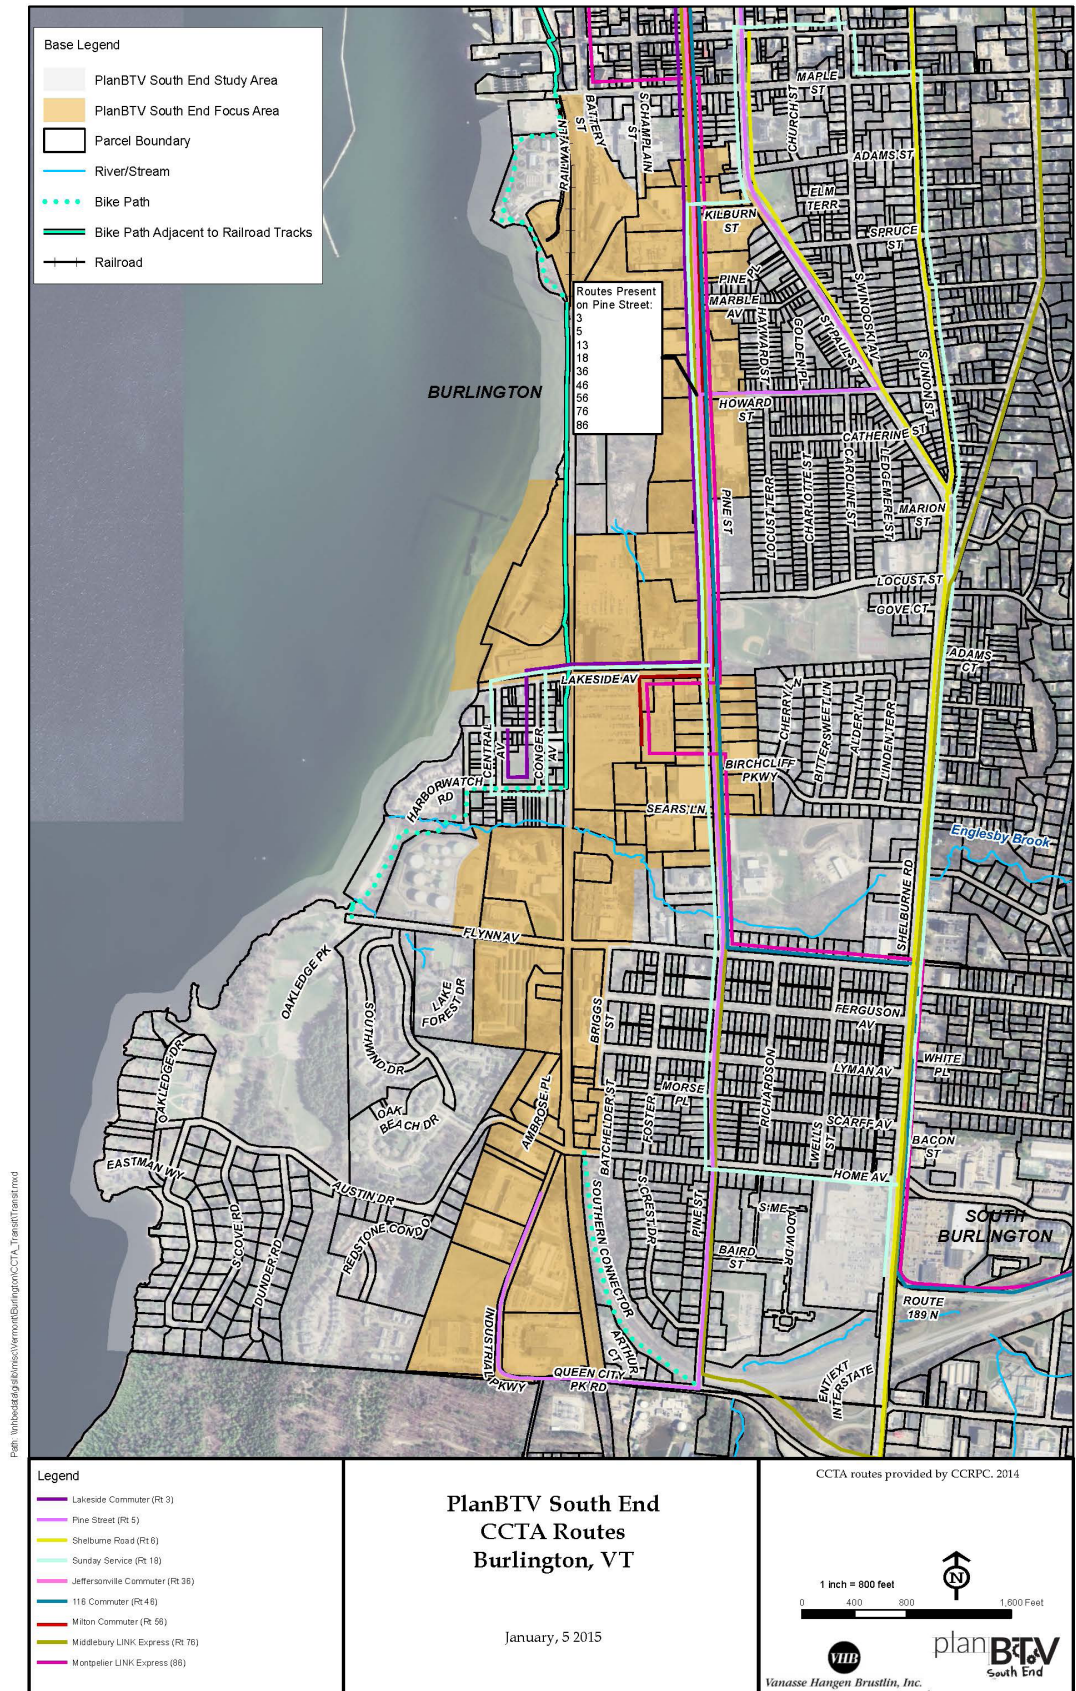 Base Legend
PlanBTV South End Study Area
PlanBTV South End Focus Area
Parcel Boundary
River/Stream
Bike Path
Bike Path Adjacent to Railroad Tracks
Railroad
MAPLE
ST
BATTERY
ST
S CHAMPLAIN
ST
CHURCH ST
RAILWAY LN
ADAMS ST
ELM
TERR
KILBURN
ST
SPRUCE
ST
PINE PL
MARBLE
AV
HAYWARD ST
GOLDEN PL
ST PAUL ST
S WINOOSKI AV
S UNION ST
Routes Present
on Pine Street:
3
5
13
18
36
46
56
76
86
BURLINGTON
HOWARD
ST
CATHERINE ST
PINE ST
LOCUST TERR
CHARLOTTE ST
CAROLINE ST
LEDGEMERE ST
MARION
ST
LOCUST ST
GOVE CT
ADAMS
CT
LAKESIDE AV
CENTRAL
AV
CONGER
AV
CHERRY LN
BITTERSWEET LN
ALDER LN
LINDEN TERR
BIRCHCLIFF
PKWY
HARBOR WATCH
RD
SEARS LN
Englesby Brook
SHELBURNE RD
FLYNN AV
OAKLEDGE PK
LAKE
FOREST DR
SOUTHWIND DR
BRIGGS
ST
FERGUSON
AV
OAKLEDGE DR
LYMAN AV
WHITE
PL
MORSE
PL
RICHARDSON
OAK
BEACH DR
AMBROSE PL
BATCHELDER ST
FOSTER
WELLS
ST
SCARFF AV
BACON
ST
HOME AV
EASTMAN WY
AUSTIN DR
S COVE RD
DUNDER RD
REDSTONE CONDO
SOUTHERN CONNECTOR
S CREST DR
PINE ST
BAIRD
ST
SOUTH
BURLINGTON
ROUTE
189 N
INDUSTRIAL
PKWY
ARTHUR
CT
QUEEN CITY
PK RD
ENT/EXT
INTERSTATE
Legend
Lakeside Commuter (Rt 3)
Pine Street (Rt 5)
Shelburne Road (Rt 6)
Sunday Service (Rt 18)
Jeffersonville Commuter (Rt 36)
116 Commuter (Rt 46)
Milton Commuter (Rt 56)
Middlebury LINK Express (Rt 76)
Montpelier LINK Express (86)
PlanBTV South End
CCTA Routes
Burlington, VT
January, 5 2015
CCTA routes provided by CCRPC. 2014
N
1 inch = 800 feet
0 400 800 1,600 Feet
VHB
Vanasse Hangen Brustlin, Inc.
plan BTV
South End